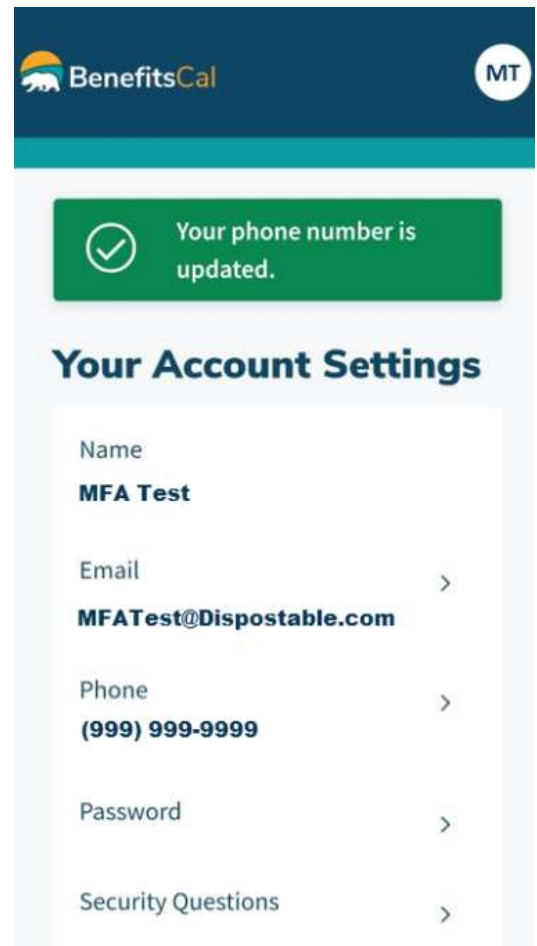 BenefitsCal
MT
Your phone number is
updated.
Your Account Settings
Name
MFA Test
Email
MFATest@Dispostable.com
Phone
(999) 999-9999
Password
Security Questions